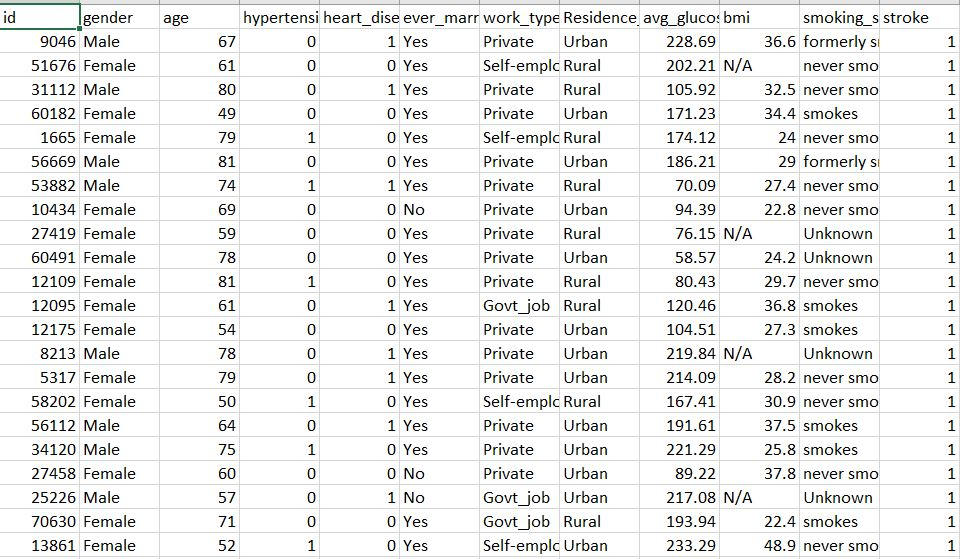 id gender age hypertensi heart_dise ever_marr work_type Residence_ avg_glucos bmi smoking_s stroke
9046 Male 67 0 1 Yes Private Urban 228.69 36.6 formerly s 1
51676 Female 61 0 0 Yes Self-emplo Rural 202.21 N/A never smo 1
31112 Male 80 0 1 Yes Private Rural 105.92 32.5 never smo 1
60182 Female 49 0 0 Yes Private Urban 171.23 34.4 smokes 1
1665 Female 79 1 0 Yes Self-emplo Rural 174.12 24 never smo 1
56669 Male 81 0 0 Yes Private Urban 186.21 29 formerly s 1
53882 Male 74 1 1 Yes Private Rural 70.09 27.4 never smo 1
10434 Female 69 0 0 No Private Urban 94.39 22.8 never smo 1
27419 Female 59 0 0 Yes Private Rural 76.15 N/A Unknown 1
60491 Female 78 0 0 Yes Private Urban 58.57 24.2 Unknown 1
12109 Female 81 1 0 Yes Private Rural 80.43 29.7 never smo 1
12095 Female 61 0 1 Yes Govt_job Rural 120.46 36.8 smokes 1
12175 Female 54 0 0 Yes Private Urban 104.51 27.3 smokes 1
8213 Male 78 0 1 Yes Private Urban 219.84 N/A Unknown 1
5317 Female 79 0 1 Yes Private Urban 214.09 28.2 never smo 1
58202 Female 50 1 0 Yes Self-emplo Rural 167.41 30.9 never smo 1
56112 Male 64 0 1 Yes Private Urban 191.61 37.5 smokes 1
34120 Male 75 1 0 Yes Private Urban 221.29 25.8 smokes 1
27458 Female 60 0 0 No Private Urban 89.22 37.8 never smo 1
25226 Male 57 0 1 No Govt_job Urban 217.08 N/A Unknown 1
70630 Female 71 0 0 Yes Govt_job Rural 193.94 22.4 smokes 1
13861 Female 52 1 0 Yes Self-emplo Urban 233.29 48.9 never smo 1